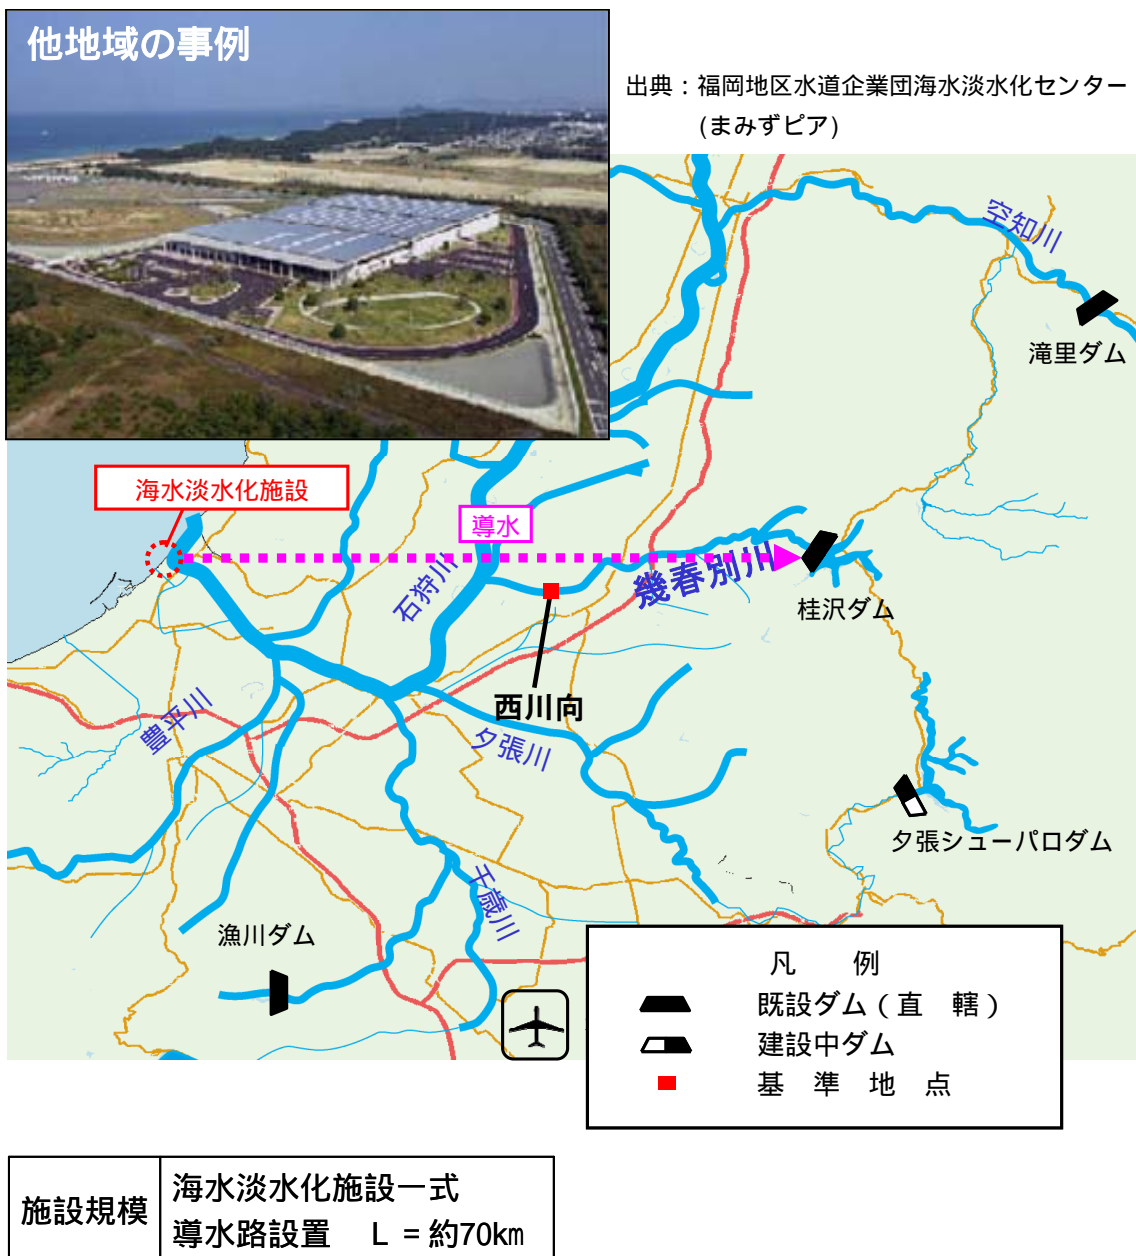 他地域の事例
出典：福岡地区水道企業団海水淡水化センター
(まみずピア)
空知川
滝里ダム
海水淡水化施設
導水
石狩川
幾春別川
桂沢ダム
西川向
豊平川
夕張川
夕張シューパロダム
千歳川
漁川ダム
凡　例
既設ダム（直　轄）
建設中ダム
基　準　地　点
施設規模
海水淡水化施設一式
導水路設置　L＝約70km